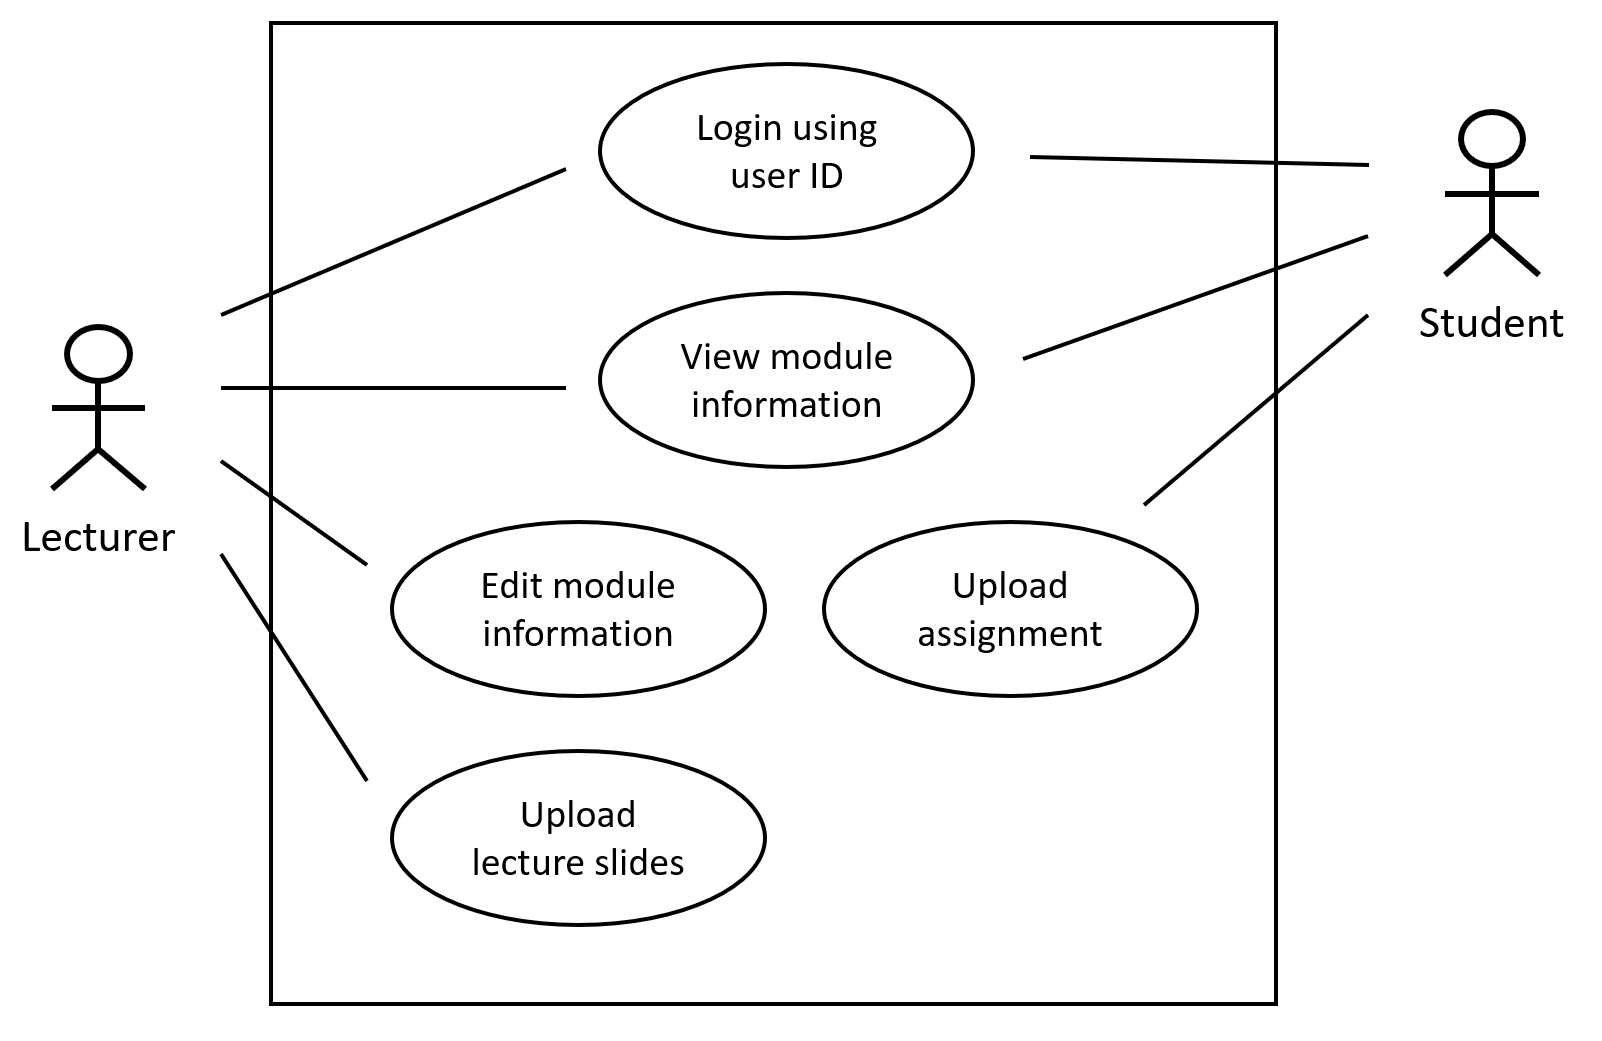 Login using
user ID
Student
View module
information
Lecturer
Edit module
information
Upload
assignment
Upload
lecture slides